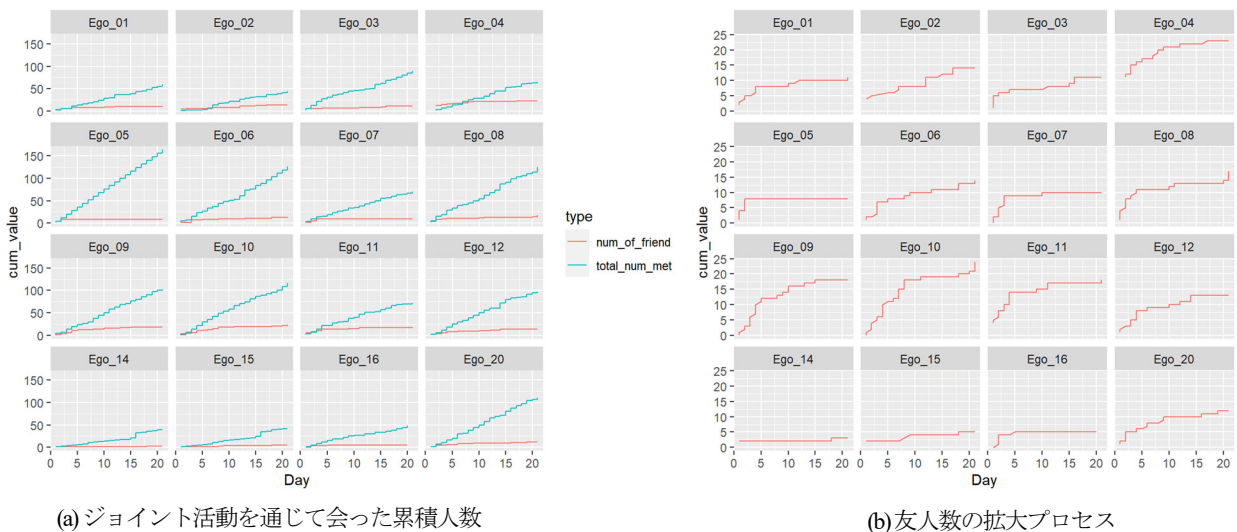 Ego_01 Ego_02 Ego_03 Ego_04
150
100
50
0
Ego_05 Ego_06 Ego_07 Ego_08
150
100
50
0
Ego_09 Ego_10 Ego_11 Ego_12
150
100
50
0
Ego_14 Ego_15 Ego_16 Ego_20
150
100
50
0
0 5 10 15 20 0 5 10 15 20 0 5 10 15 20 0 5 10 15 20
Day
cum_value
type
num_of_friend
total_num_met
(a)ジョイント活動を通じて会った累積人数
Ego_01 Ego_02 Ego_03 Ego_04
25
20
15
10
5
0
Ego_05 Ego_06 Ego_07 Ego_08
25
20
15
10
5
0
Ego_09 Ego_10 Ego_11 Ego_12
25
20
15
10
5
0
Ego_14 Ego_15 Ego_16 Ego_20
25
20
15
10
5
0
0 5 10 15 20 0 5 10 15 20 0 5 10 15 20 0 5 10 15 20
Day
cum_value
(b)友人数の拡大プロセス